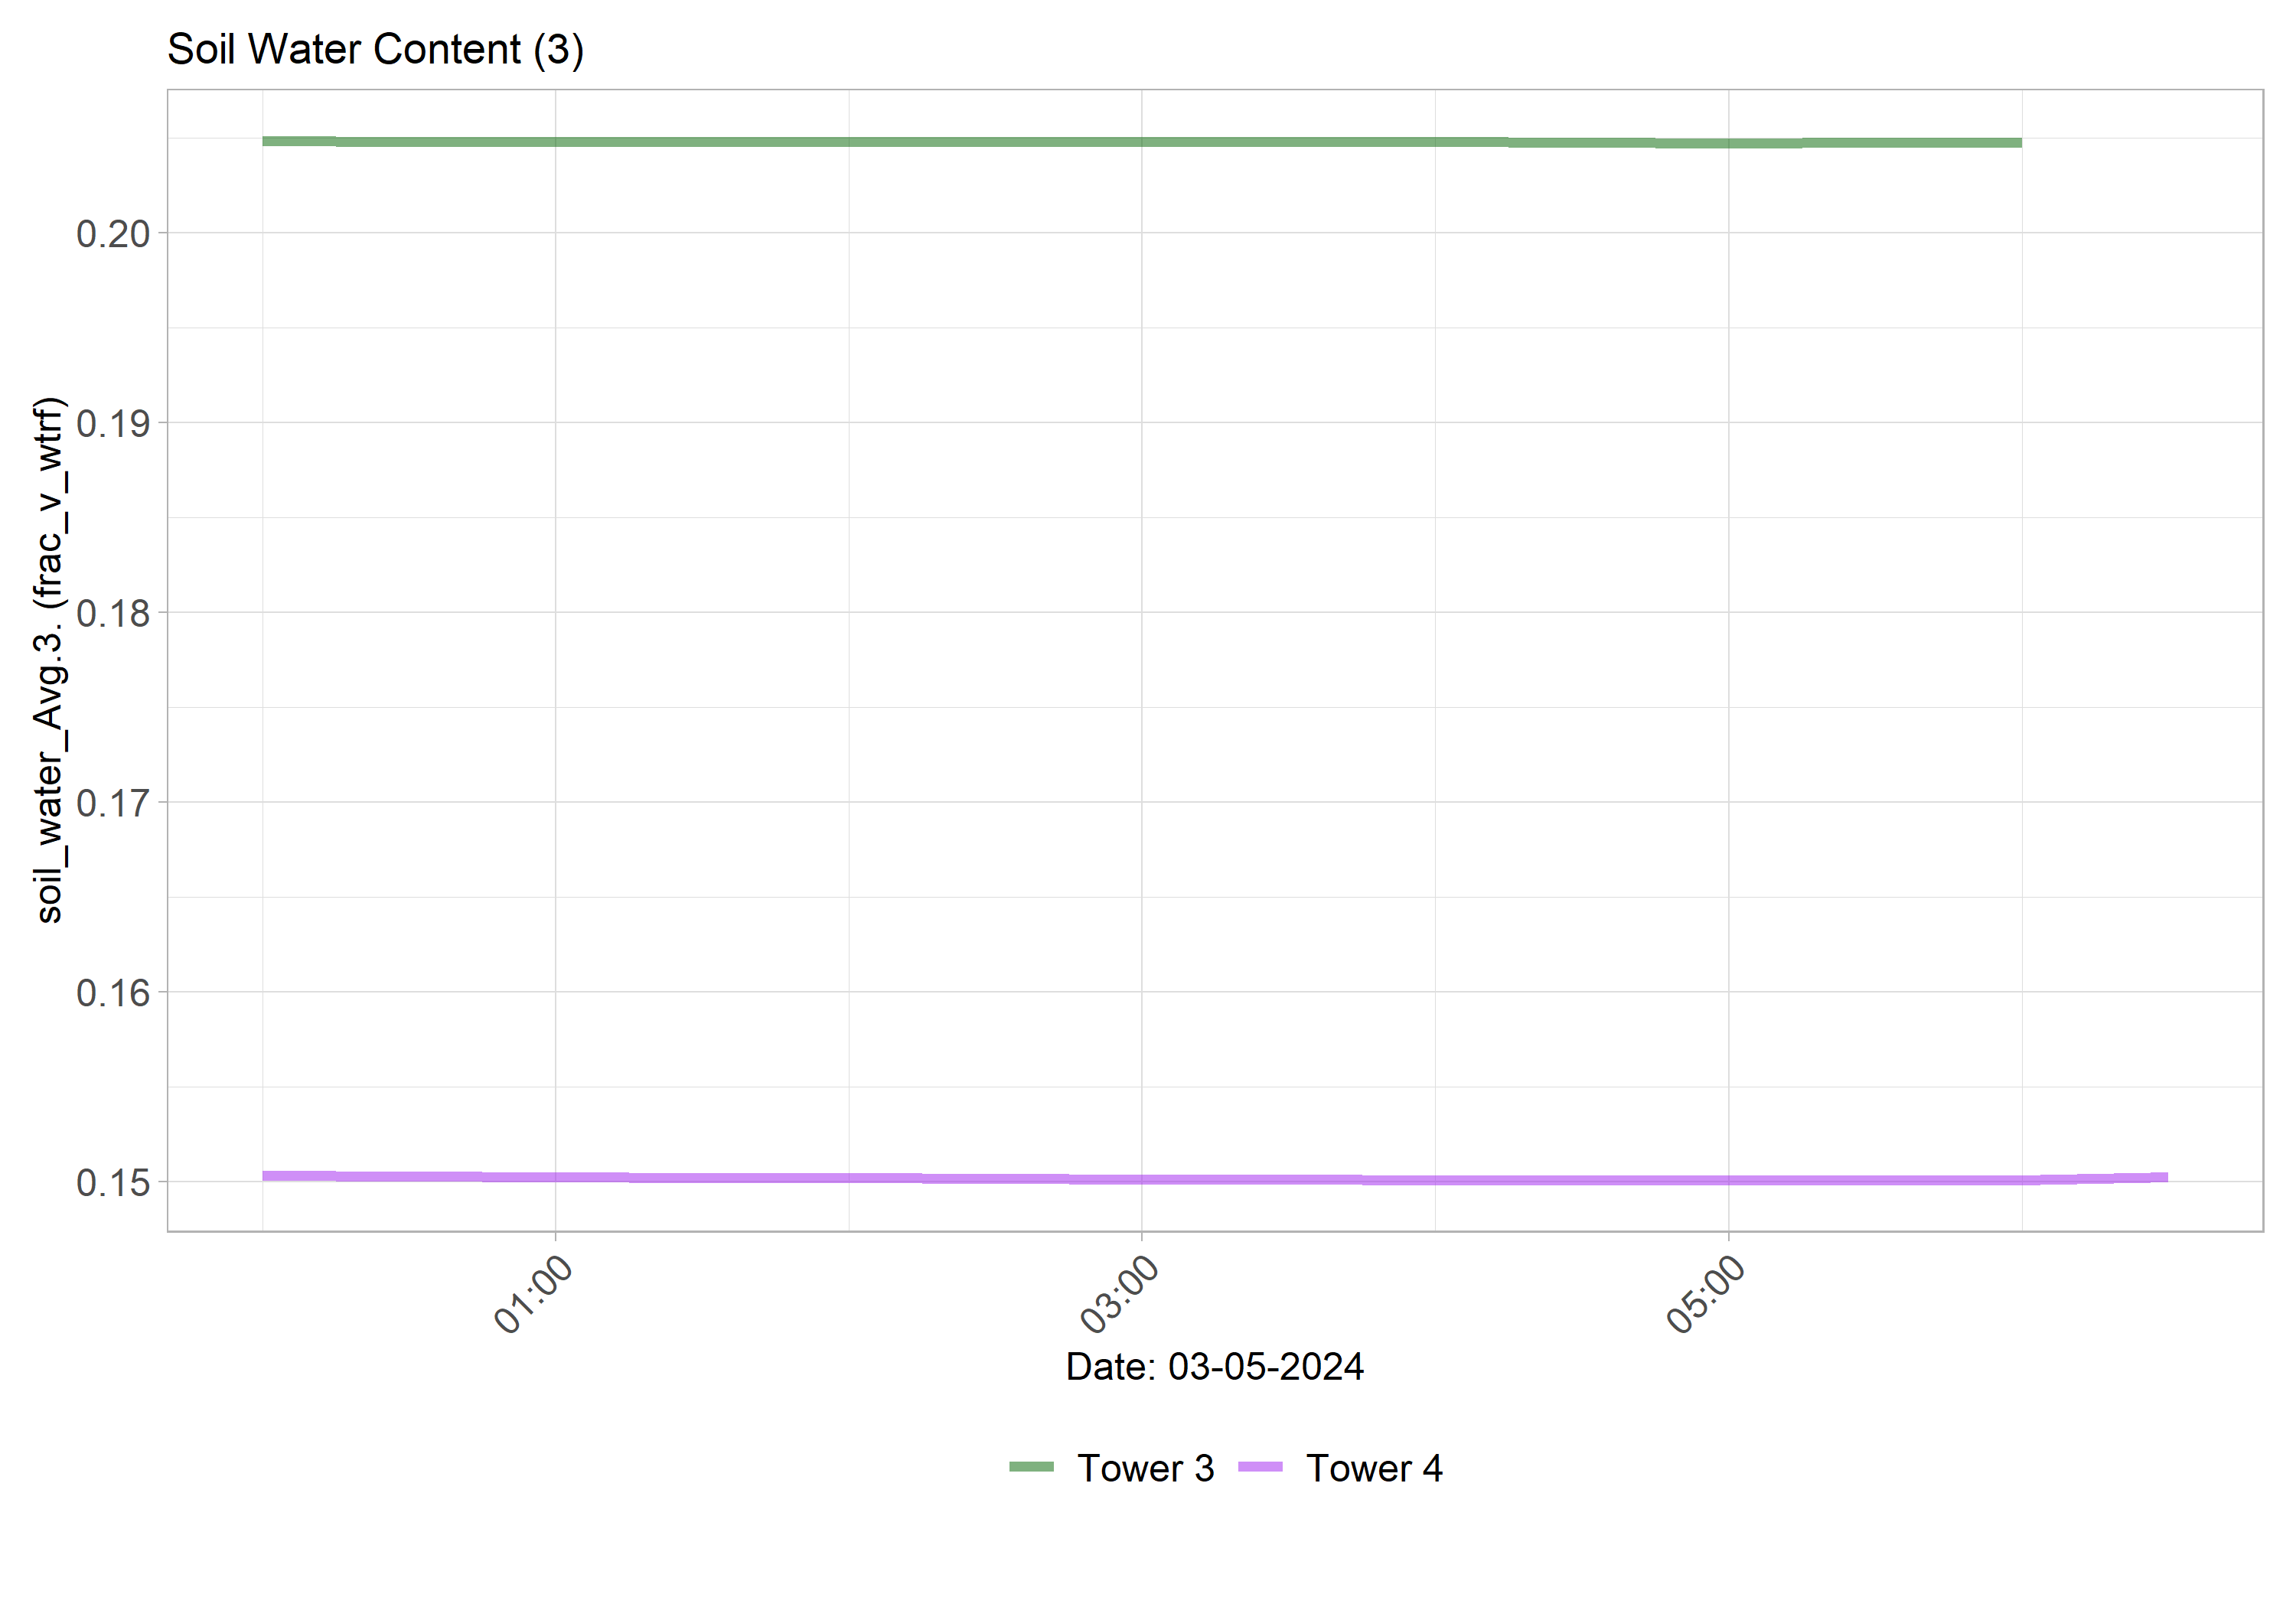 Soil Water Content (3)
soil_water_Avg.3. (frac_v_wtrf)
0.20
0.19
0.18
0.17
0.16
0.15
01:00
03:00
05:00
Date: 03-05-2024
Tower 3
Tower 4